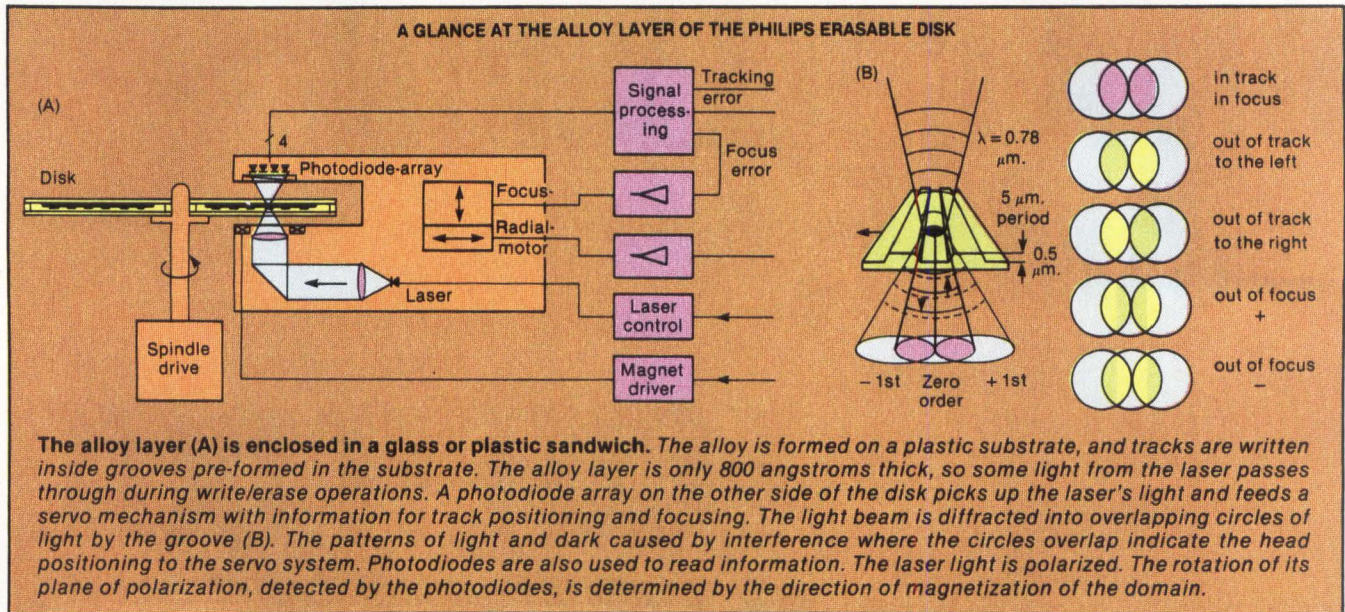 A GLANCE AT THE ALLOY LAYER OF THE PHILIPS ERASABLE DISK
(A)
Disk
4
Photodiode-array
Focus-
Radial-
motor
Laser
Spindle
drive
Signal
process-
ing
Tracking
error
Focus
error
Laser
control
Magnet
driver
(B)
λ = 0.78
μm.
5 μm.
period
0.5
μm.
– 1st Zero + 1st
order
in track
in focus
out of track
to the left
out of track
to the right
out of focus
+
out of focus
–
The alloy layer (A) is enclosed in a glass or plastic sandwich. The alloy is formed on a plastic substrate, and tracks are written
inside grooves pre-formed in the substrate. The alloy layer is only 800 angstroms thick, so some light from the laser passes
through during write/erase operations. A photodiode array on the other side of the disk picks up the laser's light and feeds a
servo mechanism with information for track positioning and focusing. The light beam is diffracted into overlapping circles of
light by the groove (B). The patterns of light and dark caused by interference where the circles overlap indicate the head
positioning to the servo system. Photodiodes are also used to read information. The laser light is polarized. The rotation of its
plane of polarization, detected by the photodiodes, is determined by the direction of magnetization of the domain.